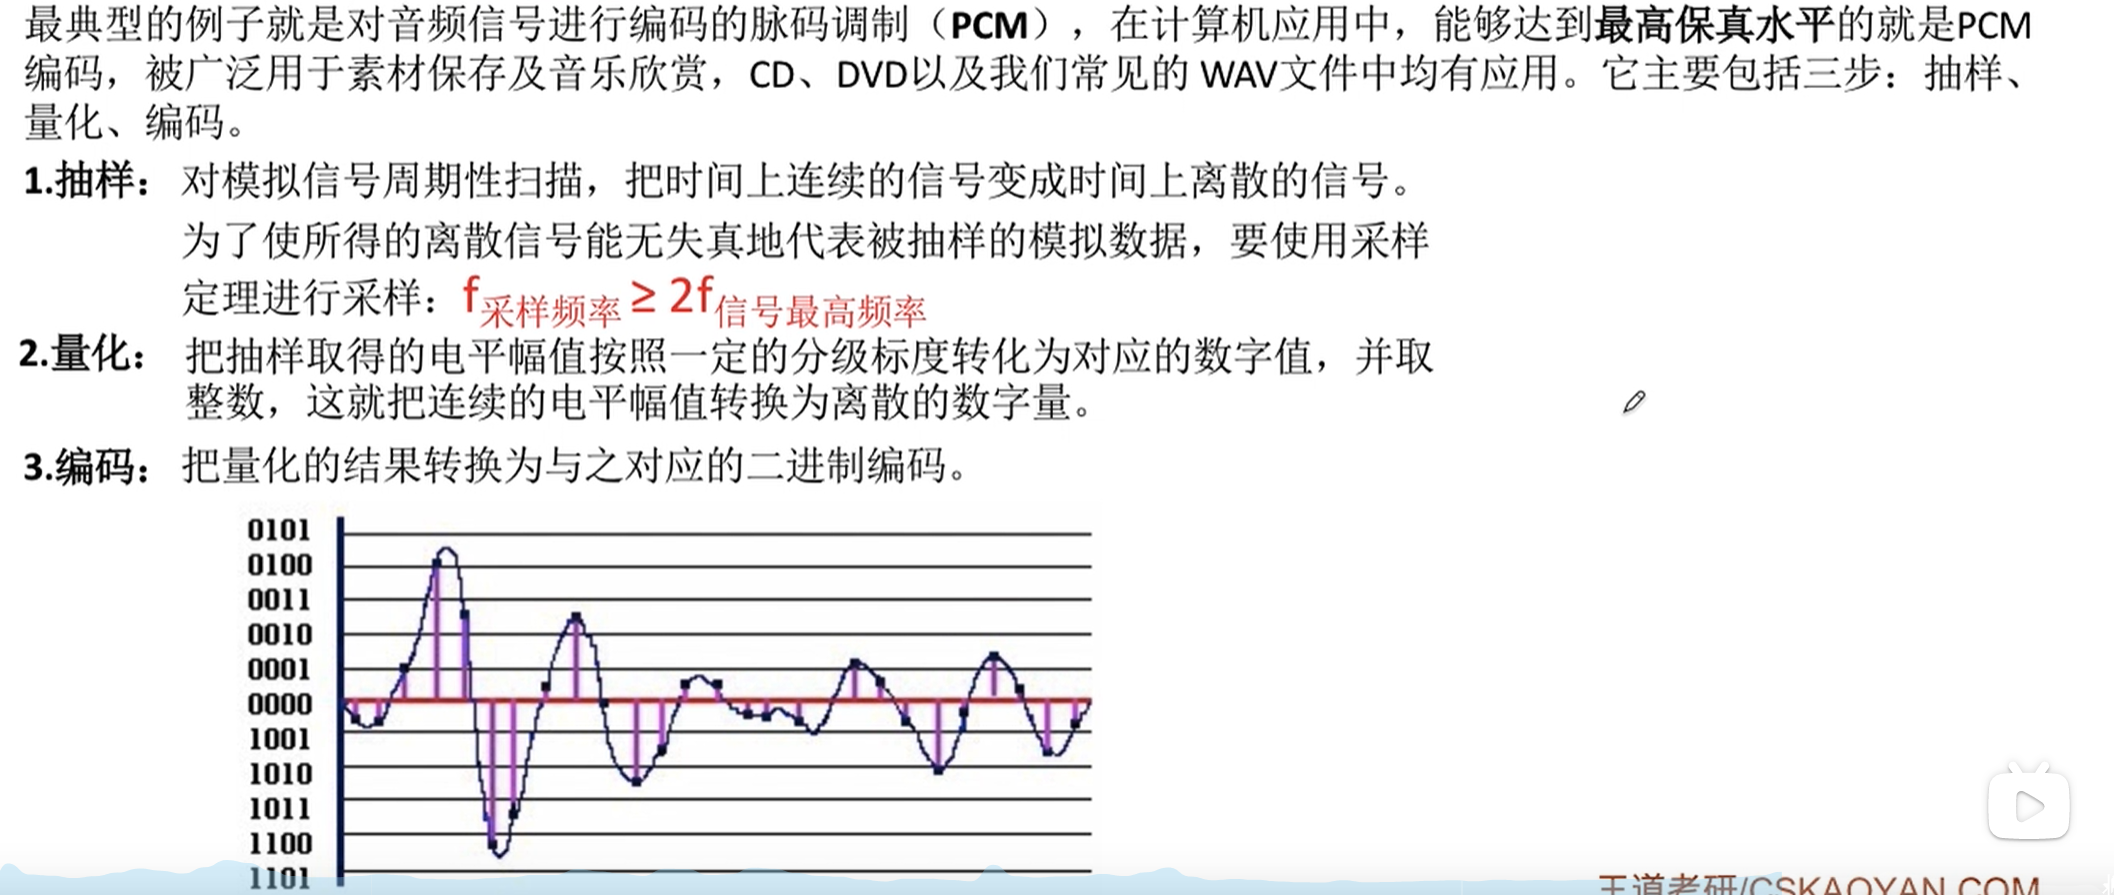 最典型的例子就是对音频信号进行编码的脉码调制（PCM），在计算机应用中，能够达到最高保真水平的就是PCM
编码，被广泛用于素材保存及音乐欣赏，CD、DVD以及我们常见的 WAV文件中均有应用。它主要包括三步：抽样、
量化、编码。
1.抽样： 对模拟信号周期性扫描，把时间上连续的信号变成时间上离散的信号。
为了使所得的离散信号能无失真地代表被抽样的模拟数据，要使用采样
定理进行采样：f采样频率 ≥ 2f信号最高频率
2.量化： 把抽样取得的电平幅值按照一定的分级标度转化为对应的数字值，并取
整数，这就把连续的电平幅值转换为离散的数字量。
3.编码： 把量化的结果转换为与之对应的二进制编码。
0101
0100
0011
0010
0001
0000
1001
1010
1011
1100
1101
王道考研/CSKAOYAN.COM